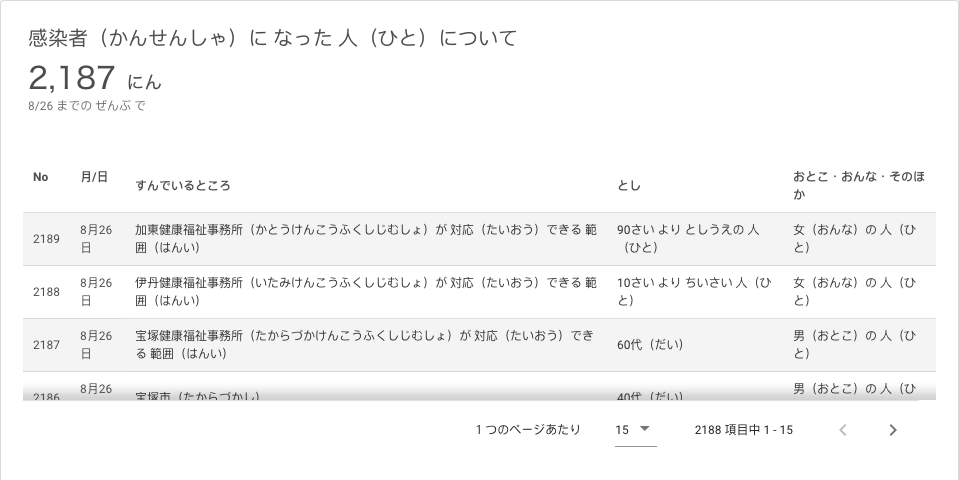 感染者（かんせんしゃ）に なった 人（ひと）について
2,187 にん
8/26 までの ぜんぶ で
No 月/日 すんでいるところ とし おとこ・おんな・そのほ
か
2189 8月26
日 加東健康福祉事務所（かとうけんこうふくしじむしょ）が 対応（たいおう）できる 範
囲（はんい） 90さい より としうえの 人
（ひと） 女（おんな）の 人（ひ
と）
2188 8月26
日 伊丹健康福祉事務所（いたみけんこうふくしじむしょ）が 対応（たいおう）できる 範
囲（はんい） 10さい より ちいさい 人（ひ
と） 女（おんな）の 人（ひ
と）
2187 8月26
日 宝塚健康福祉事務所（たからづかけんこうふくしじむしょ）が 対応（たいおう）でき
る 範囲（はんい） 60代（だい） 男（おとこ）の 人（ひ
と）
2186 8月26
宝塚市（たからづかし） 40代（だい） 男（おとこ）の 人（ひ
1 つのページあたり 15 2188 項目中 1 - 15